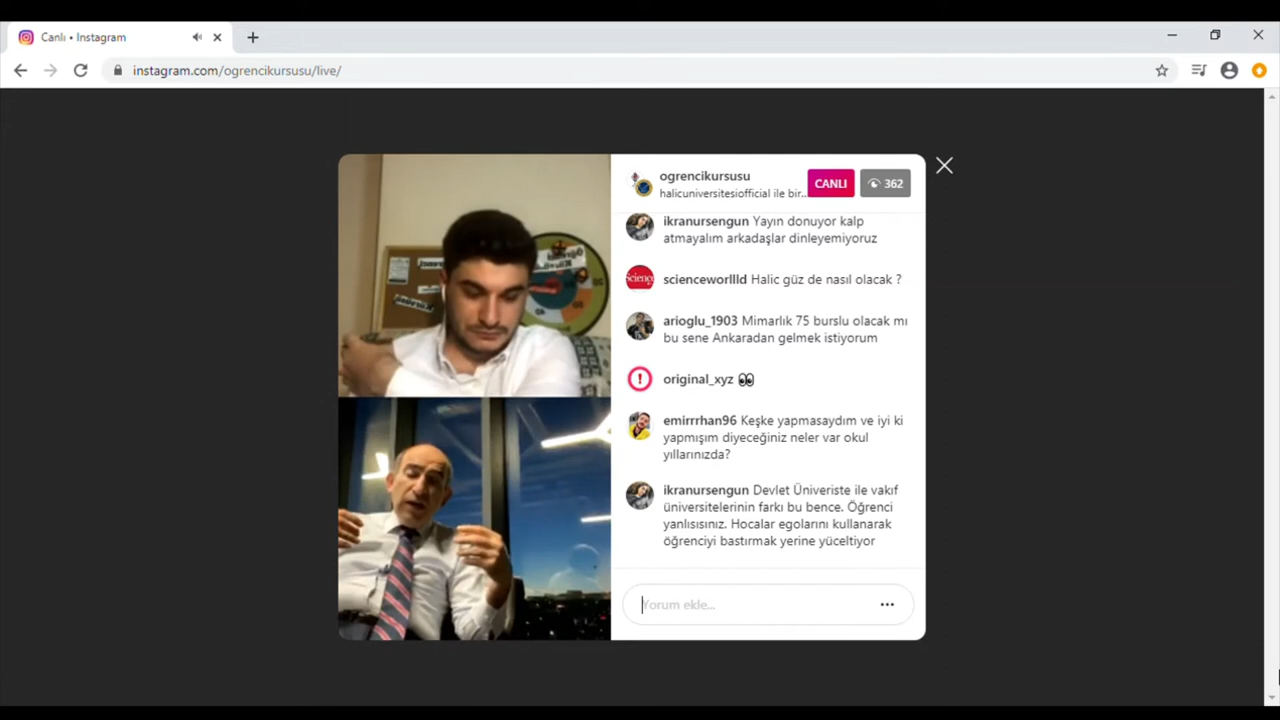 Canlı • Instagram
instagram.com/ogrencikursusu/live/
ogrencikursusu
halicuniversitesiofficial ile bir...
CANLI
362
ikranursengun Yayın donuyor kalp
atmayalım arkadaşlar dinleyemiyoruz
scienceworllld Halic güz de nasıl olacak ?
arioglu_1903 Mimarlık 75 burslu olacak mı
bu sene Ankaradan gelmek istiyorum
original_xyz 👀
emirrrhan96 Keşke yapmasaydım ve iyi ki
yapmışım diyeceğiniz neler var okul
yıllarınızda?
ikranursengun Devlet Üniveriste ile vakıf
üniversitelerinin farkı bu bence. Öğrenci
yanlisısınız. Hocalar egolarını kullanarak
öğrenciyi bastırmak yerine yüceltiyor
Yorum ekle...